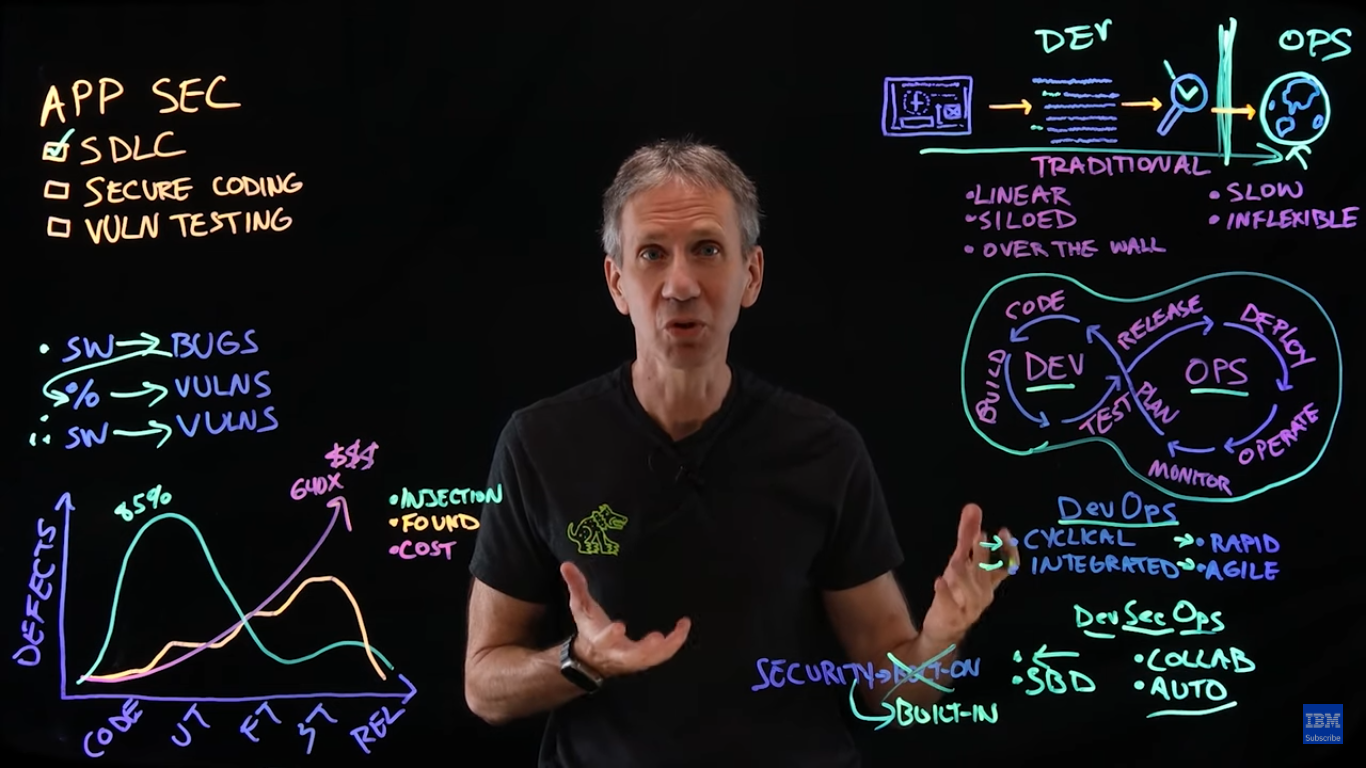 APP SEC
SDLC
SECURE CODING
VULN TESTING
• SW → BUGS
% → VULNS
∴ SW → VULNS
DEFECTS
85%
640X
$$$
• INJECTION
• FOUND
• COST
CODE
UT
FT
ST
REL
DEV
OPS
TRADITIONAL
• LINEAR
• SILOED
• OVER THE WALL
• SLOW
• INFLEXIBLE
CODE
BUILD
DEV
TEST
PLAN
RELEASE
OPS
DEPLOY
OPERATE
MONITOR
DevOps
→ • CYCLICAL
→ • INTEGRATED
→ • RAPID
→ • AGILE
DevSecOps
• ←
• SBD
• COLLAB
• AUTO
SECURITY → BOLT-ON
BUILT-IN
IBM
Subscribe